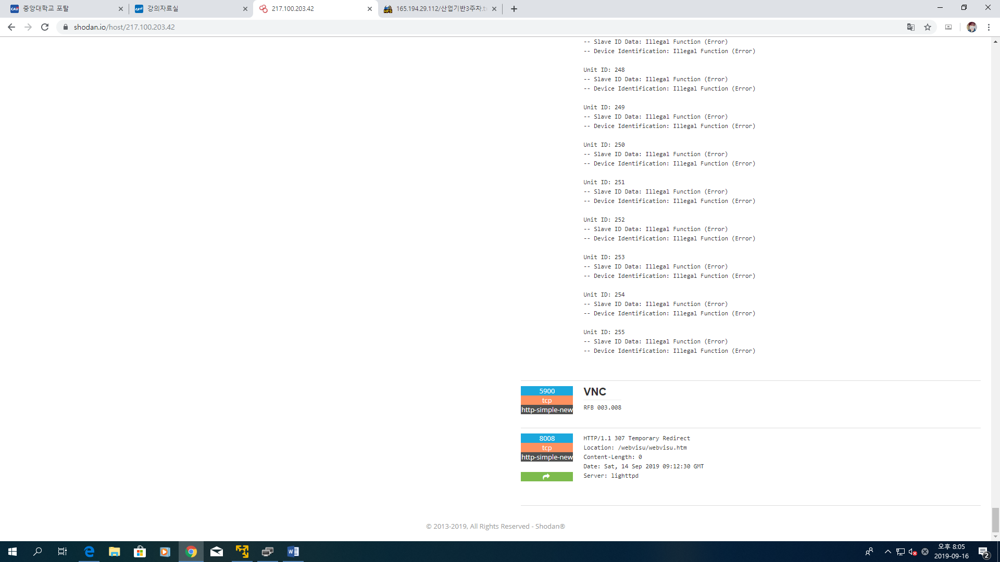 중앙대학교 포탈
강의자료실
217.100.203.42
165.194.29.112/산업기반3주차.t
shodan.io/host/217.100.203.42
-- Slave ID Data: Illegal Function (Error)
-- Device Identification: Illegal Function (Error)
Unit ID: 248
-- Slave ID Data: Illegal Function (Error)
-- Device Identification: Illegal Function (Error)
Unit ID: 249
-- Slave ID Data: Illegal Function (Error)
-- Device Identification: Illegal Function (Error)
Unit ID: 250
-- Slave ID Data: Illegal Function (Error)
-- Device Identification: Illegal Function (Error)
Unit ID: 251
-- Slave ID Data: Illegal Function (Error)
-- Device Identification: Illegal Function (Error)
Unit ID: 252
-- Slave ID Data: Illegal Function (Error)
-- Device Identification: Illegal Function (Error)
Unit ID: 253
-- Slave ID Data: Illegal Function (Error)
-- Device Identification: Illegal Function (Error)
Unit ID: 254
-- Slave ID Data: Illegal Function (Error)
-- Device Identification: Illegal Function (Error)
Unit ID: 255
-- Slave ID Data: Illegal Function (Error)
-- Device Identification: Illegal Function (Error)
5900
tcp
http-simple-new
VNC
RFB 003.008
8008
tcp
http-simple-new
HTTP/1.1 307 Temporary Redirect
Location: /webvisu/webvisu.htm
Content-Length: 0
Date: Sat, 14 Sep 2019 09:12:30 GMT
Server: lighttpd
© 2013-2019, All Rights Reserved - Shodan®
오후 8:05
2019-09-16
2